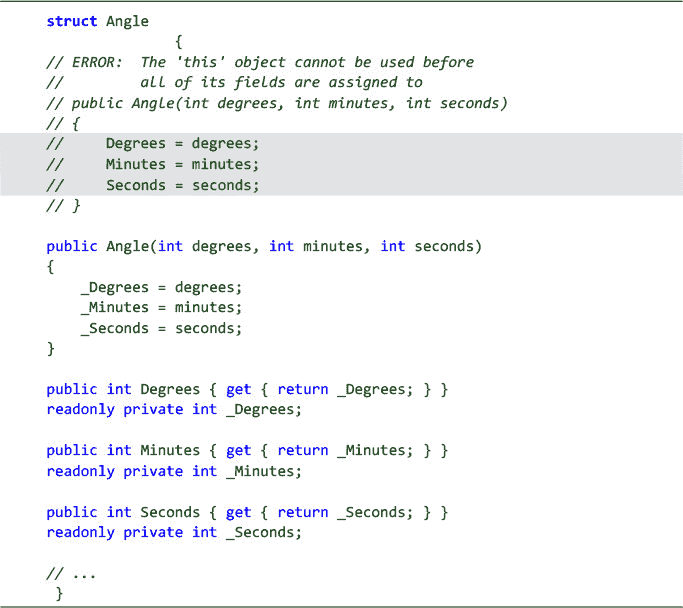 struct Angle
{
// ERROR:  The 'this' object cannot be used before
//         all of its fields are assigned to
// public Angle(int degrees, int minutes, int seconds)
// {
//     Degrees = degrees;
//     Minutes = minutes;
//     Seconds = seconds;
// }
public Angle(int degrees, int minutes, int seconds)
{
    _Degrees = degrees;
    _Minutes = minutes;
    _Seconds = seconds;
}
public int Degrees { get { return _Degrees; } }
readonly private int _Degrees;
public int Minutes { get { return _Minutes; } }
readonly private int _Minutes;
public int Seconds { get { return _Seconds; } }
readonly private int _Seconds;
// ...
}